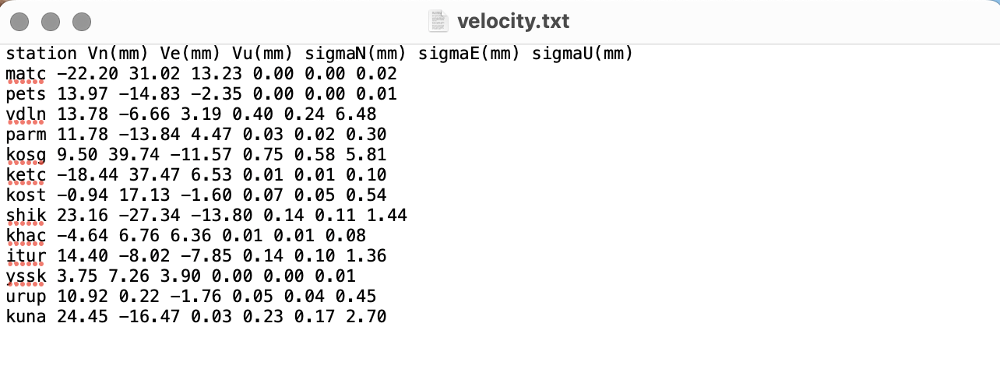 velocity.txt
station Vn(mm) Ve(mm) Vu(mm) sigmaN(mm) sigmaE(mm) sigmaU(mm)
matc -22.20 31.02 13.23 0.00 0.00 0.02
pets 13.97 -14.83 -2.35 0.00 0.00 0.01
vdln 13.78 -6.66 3.19 0.40 0.24 6.48
parm 11.78 -13.84 4.47 0.03 0.02 0.30
kosg 9.50 39.74 -11.57 0.75 0.58 5.81
ketc -18.44 37.47 6.53 0.01 0.01 0.10
kost -0.94 17.13 -1.60 0.07 0.05 0.54
shik 23.16 -27.34 -13.80 0.14 0.11 1.44
khac -4.64 6.76 6.36 0.01 0.01 0.08
itur 14.40 -8.02 -7.85 0.14 0.10 1.36
yssk 3.75 7.26 3.90 0.00 0.00 0.01
urup 10.92 0.22 -1.76 0.05 0.04 0.45
kuna 24.45 -16.47 0.03 0.23 0.17 2.70